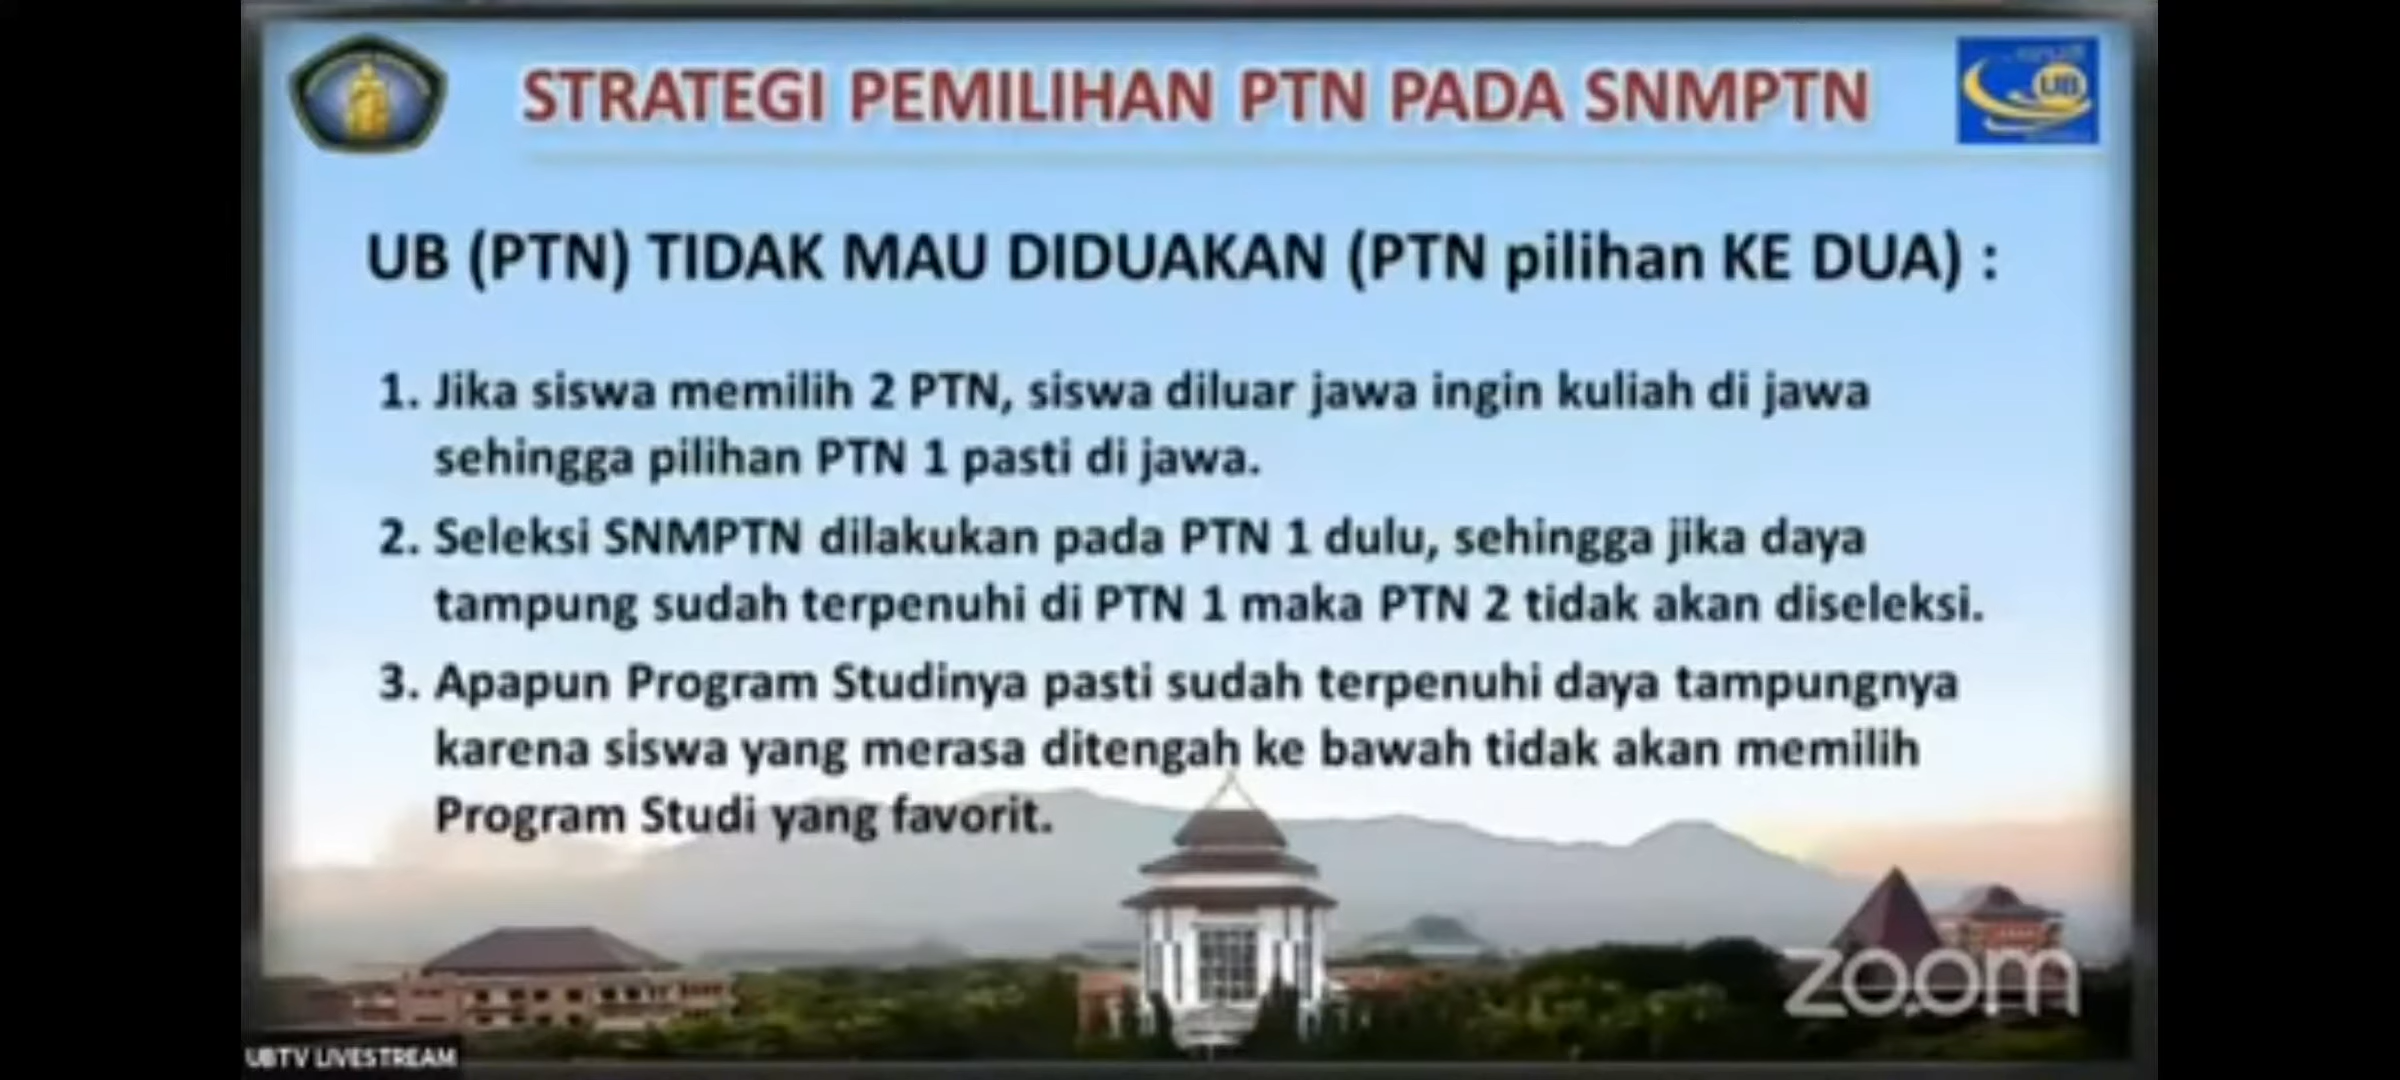 STRATEGI PEMILIHAN PTN PADA SNMPTN
UB
UB (PTN) TIDAK MAU DIDUAKAN (PTN pilihan KE DUA) :
1. Jika siswa memilih 2 PTN, siswa diluar jawa ingin kuliah di jawa
sehingga pilihan PTN 1 pasti di jawa.
2. Seleksi SNMPTN dilakukan pada PTN 1 dulu, sehingga jika daya
tampung sudah terpenuhi di PTN 1 maka PTN 2 tidak akan diseleksi.
3. Apapun Program Studinya pasti sudah terpenuhi daya tampungnya
karena siswa yang merasa ditengah ke bawah tidak akan memilih
Program Studi yang favorit.
zoom
UBTV LIVESTREAM